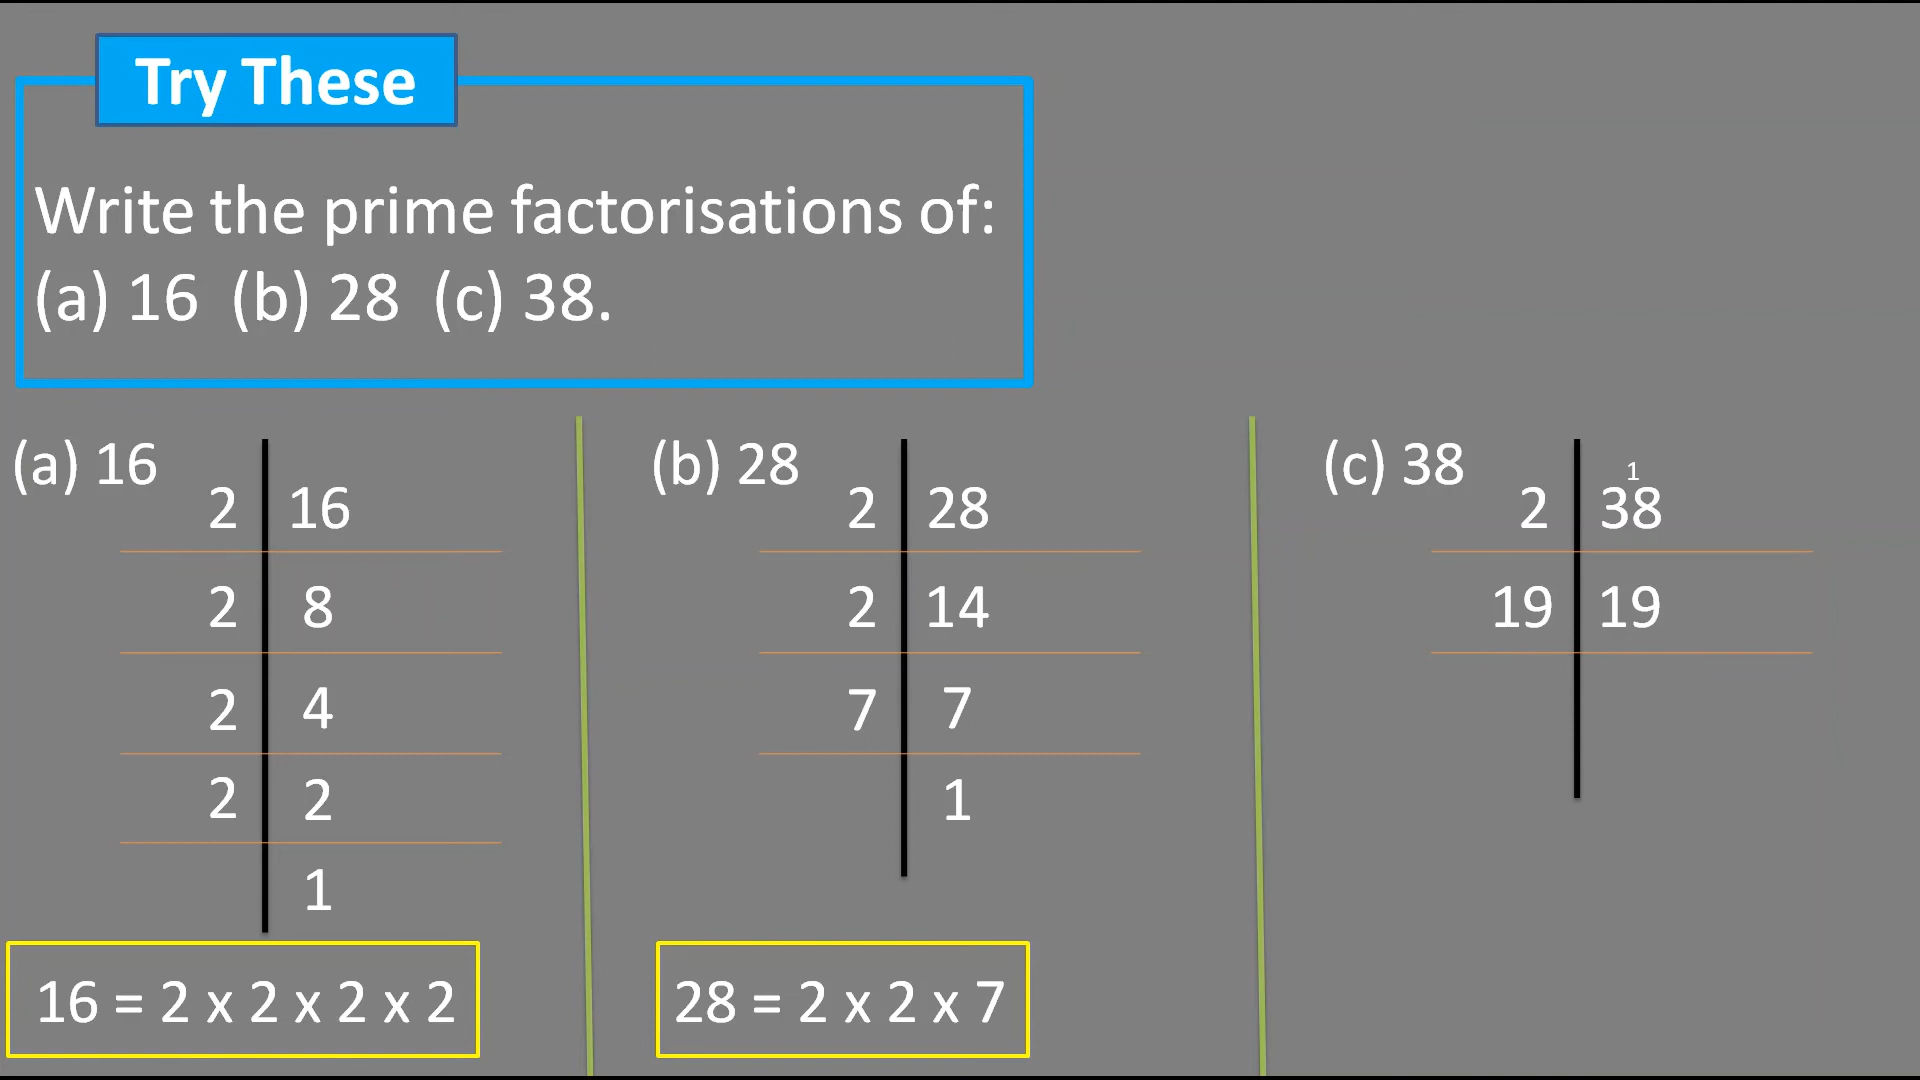 Try These
Write the prime factorisations of:
(a) 16 (b) 28 (c) 38.
(a) 16
2 16
2 8
2 4
2 2
1
16 = 2 x 2 x 2 x 2
(b) 28
2 28
2 14
7 7
1
28 = 2 x 2 x 7
(c) 38
1
2 38
19 19